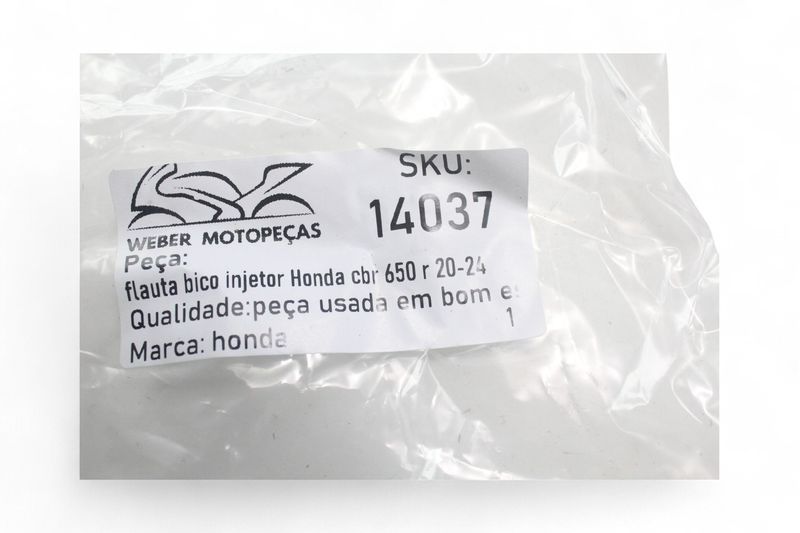 SKU:
14037
WEBER MOTOPEÇAS
Peça:
flauta bico injetor Honda cbr 650 r 20-24
Qualidade:peça usada em bom es
1
Marca: honda